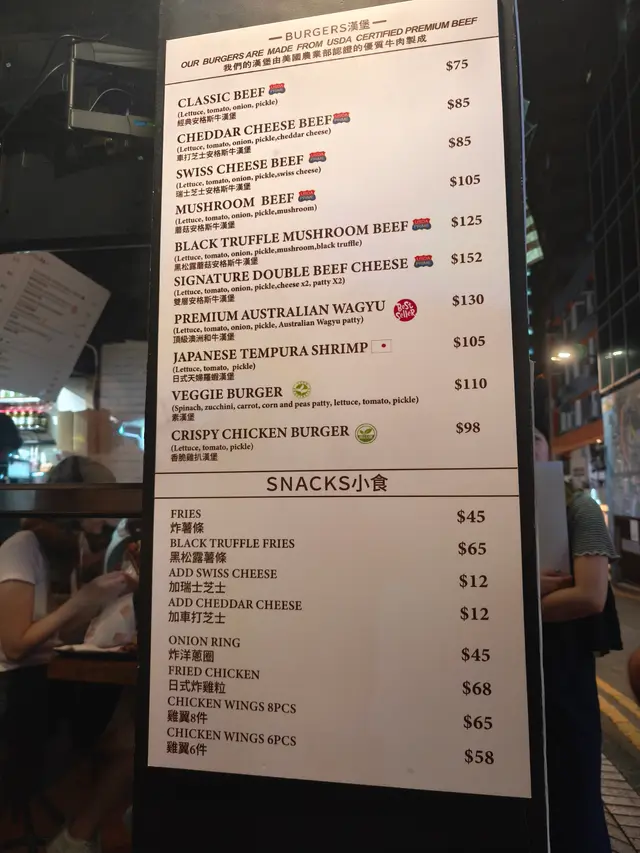 BURGERS漢堡
OUR BURGERS ARE MADE FROM USDA CERTIFIED PREMIUM BEEF
我們的漢堡由美國農業部認證的優質牛肉製成
CLASSIC BEEF $75
(Lettuce, tomato, onion, pickle)
經典安格斯牛漢堡
CHEDDAR CHEESE BEEF $85
(Lettuce, tomato, onion, pickle,cheddar cheese)
車打芝士安格斯牛漢堡
SWISS CHEESE BEEF $85
(Lettuce, tomato, onion, pickle,swiss cheese)
瑞士芝士安格斯牛漢堡
MUSHROOM BEEF $105
(Lettuce, tomato, onion, pickle,mushroom)
蘑菇安格斯牛漢堡
BLACK TRUFFLE MUSHROOM BEEF $125
(Lettuce, tomato, onion, pickle,mushroom,black truffle)
黑松露蘑菇安格斯牛漢堡
SIGNATURE DOUBLE BEEF CHEESE $152
(Lettuce, tomato, onion, pickle,cheese x2, patty X2)
雙層安格斯牛漢堡
PREMIUM AUSTRALIAN WAGYU Best Seller $130
(Lettuce, tomato, onion, pickle, Australian Wagyu patty)
頂級澳洲和牛漢堡
JAPANESE TEMPURA SHRIMP $105
(Lettuce, tomato, pickle)
日式天婦羅蝦漢堡
VEGGIE BURGER $110
(Spinach, zucchini, carrot, corn and peas patty, lettuce, tomato, pickle)
素漢堡
CRISPY CHICKEN BURGER $98
(Lettuce, tomato, pickle)
香脆雞扒漢堡
SNACKS小食
FRIES $45
炸薯條
BLACK TRUFFLE FRIES $65
黑松露薯條
ADD SWISS CHEESE $12
加瑞士芝士
ADD CHEDDAR CHEESE $12
加車打芝士
ONION RING $45
炸洋蔥圈
FRIED CHICKEN $68
日式炸雞粒
CHICKEN WINGS 8PCS $65
雞翼8件
CHICKEN WINGS 6PCS $58
雞翼6件